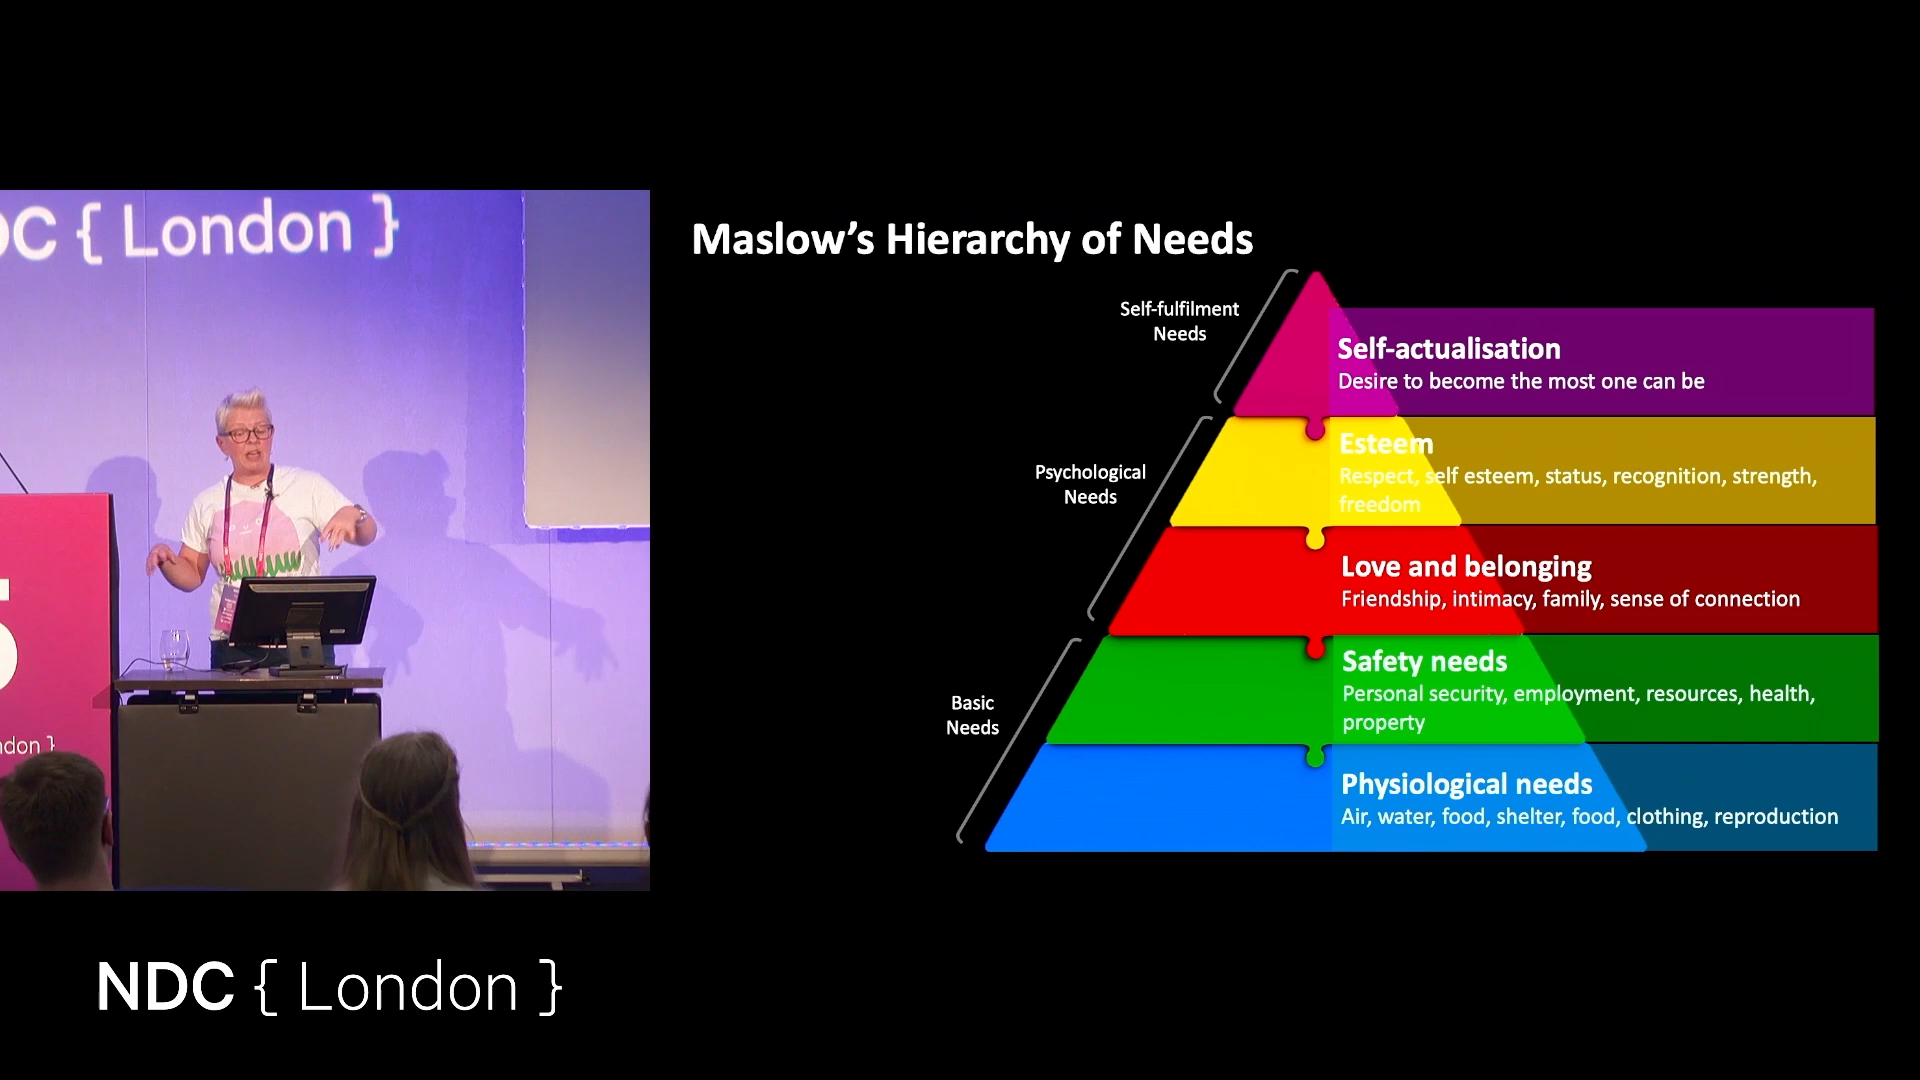 DC { London }
ndon }
NDC { London }
Maslow's Hierarchy of Needs
Self-fulfilment
Needs
Self-actualisation
Desire to become the most one can be
Psychological
Needs
Esteem
Respect, self esteem, status, recognition, strength,
freedom
Love and belonging
Friendship, intimacy, family, sense of connection
Basic
Needs
Safety needs
Personal security, employment, resources, health,
property
Physiological needs
Air, water, food, shelter, food, clothing, reproduction